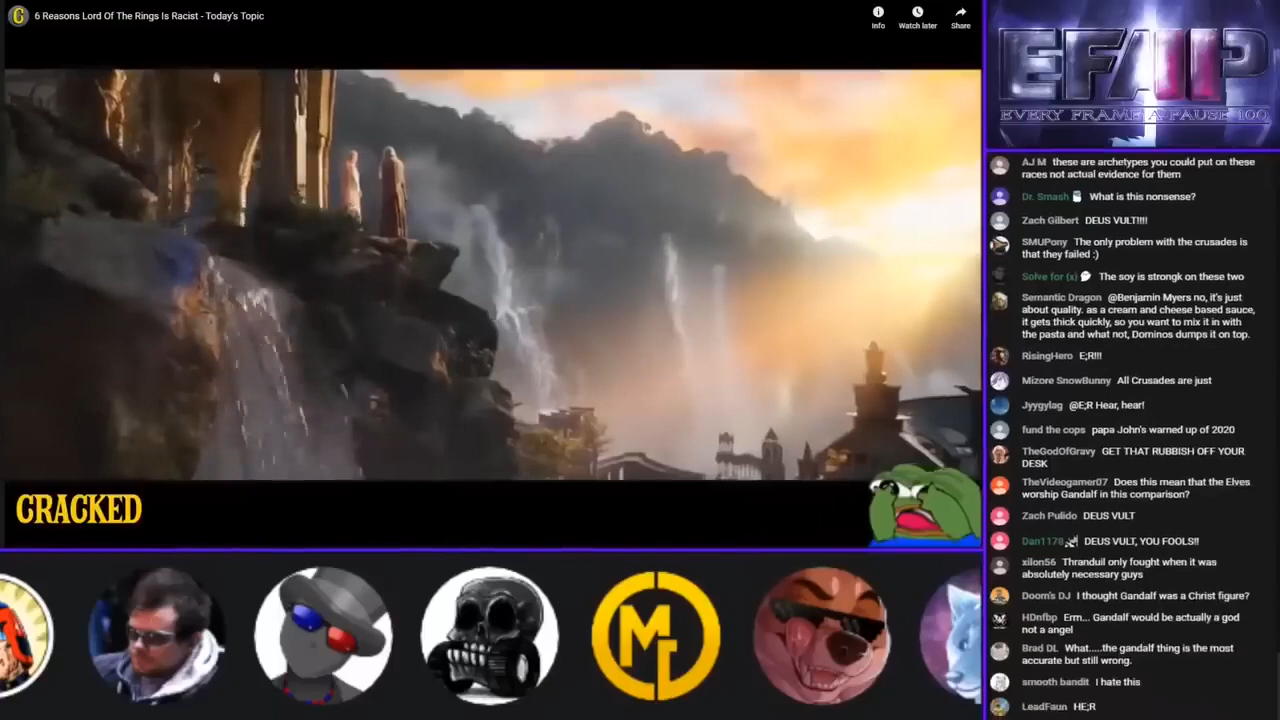 6 Reasons Lord Of The Rings Is Racist - Today's Topic
Info
Watch later
Share
EFAP
EVERY FRAME A PAUSE 100
AJ M these are archetypes you could put on these
races not actual evidence for them
Dr. Smash What is this nonsense?
Zach Gilbert DEUS VULT!!!!
SMUPony The only problem with the crusades is
that they failed :)
Solve for {x} The soy is strongk on these two
Semantic Dragon @Benjamin Myers no, it's just
about quality. as a cream and cheese based sauce,
it gets thick quickly, so you want to mix it in with
the pasta and what not, Dominos dumps it on top.
RisingHero E;R!!!
Mizore SnowBunny All Crusades are just
Jyygylag @E;R Hear, hear!
fund the cops papa John's warned up of 2020
TheGodOfGravy GET THAT RUBBISH OFF YOUR
DESK
TheVideogamer07 Does this mean that the Elves
worship Gandalf in this comparison?
Zach Pulido DEUS VULT
Dan1178 DEUS VULT, YOU FOOLS!!
xilon56 Thranduil only fought when it was
absolutely necessary guys
Doom's DJ I thought Gandalf was a Christ figure?
HDnfbp Erm... Gandalf would be actually a god
not a angel
Brad DL What.....the gandalf thing is the most
accurate but still wrong.
smooth bandit I hate this
LeadFaun HE;R
CRACKED